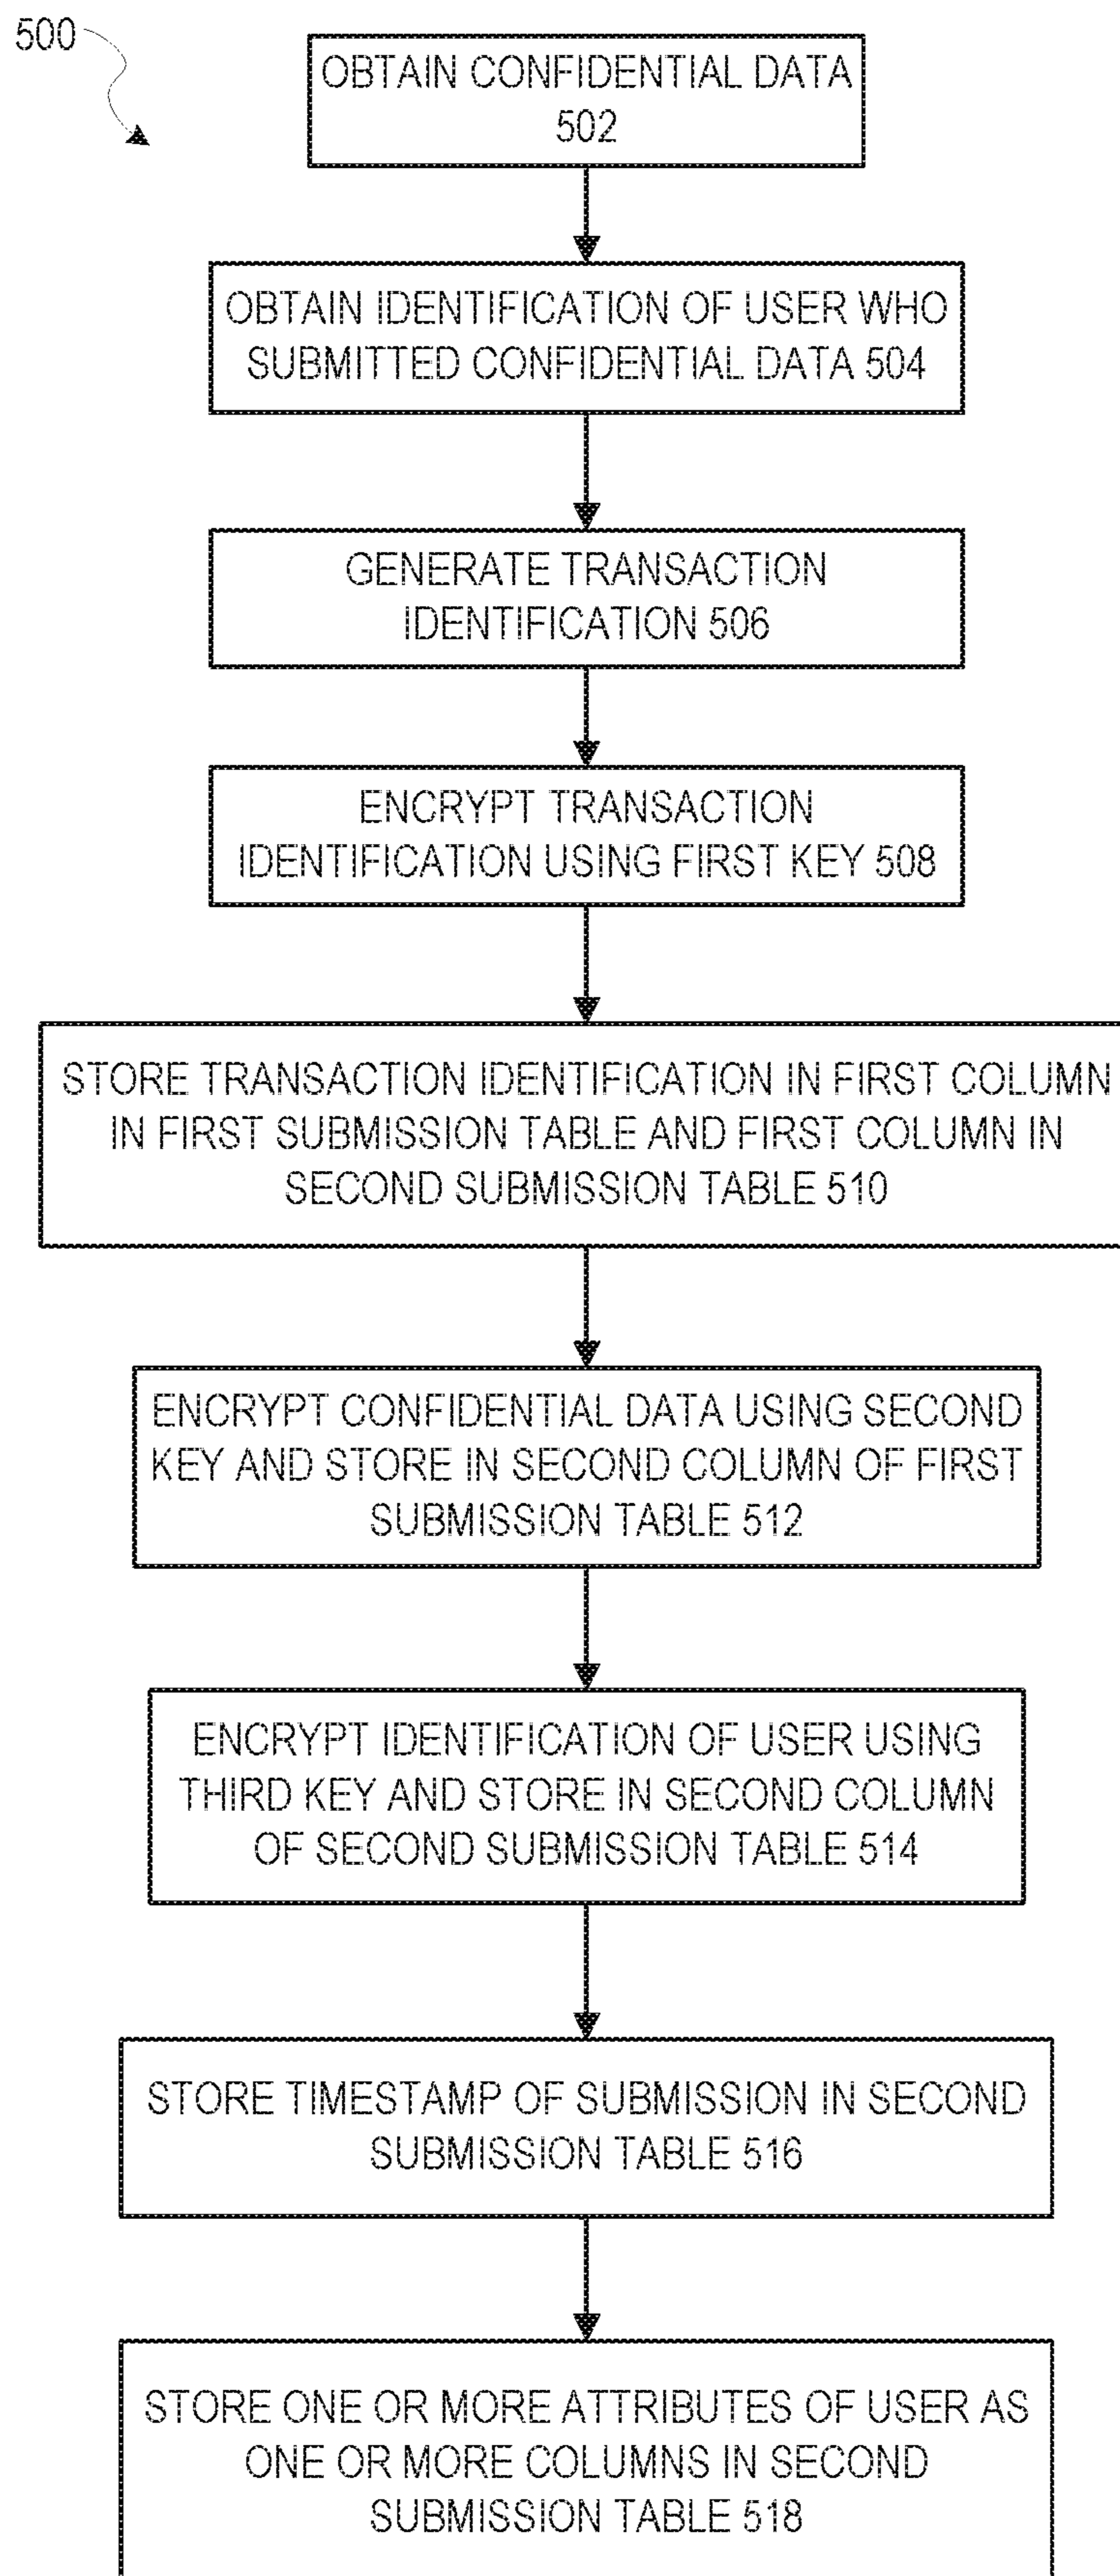 500
OBTAIN CONFIDENTIAL DATA
502
OBTAIN IDENTIFICATION OF USER WHO
SUBMITTED CONFIDENTIAL DATA 504
GENERATE TRANSACTION
IDENTIFICATION 506
ENCRYPT TRANSACTION
IDENTIFICATION USING FIRST KEY 508
STORE TRANSACTION IDENTIFICATION IN FIRST COLUMN
IN FIRST SUBMISSION TABLE AND FIRST COLUMN IN
SECOND SUBMISSION TABLE 510
ENCRYPT CONFIDENTIAL DATA USING SECOND
KEY AND STORE IN SECOND COLUMN OF FIRST
SUBMISSION TABLE 512
ENCRYPT IDENTIFICATION OF USER USING
THIRD KEY AND STORE IN SECOND COLUMN
OF SECOND SUBMISSION TABLE 514
STORE TIMESTAMP OF SUBMISSION IN SECOND
SUBMISSION TABLE 516
STORE ONE OR MORE ATTRIBUTES OF USER AS
ONE OR MORE COLUMNS IN SECOND
SUBMISSION TABLE 518